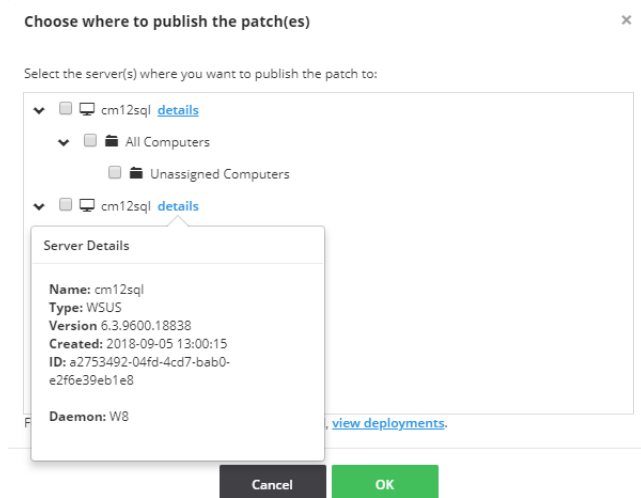 Choose where to publish the patch(es)
×
Select the server(s) where you want to publish the patch to:
cm12sql details
All Computers
Unassigned Computers
cm12sql details
Server Details
Name: cm12sql
Type: WSUS
Version 6.3.9600.18838
Created: 2018-09-05 13:00:15
ID: a2753492-04fd-4cd7-bab0-
e2f6e39eb1e8
Daemon: W8
, view deployments.
Cancel
OK